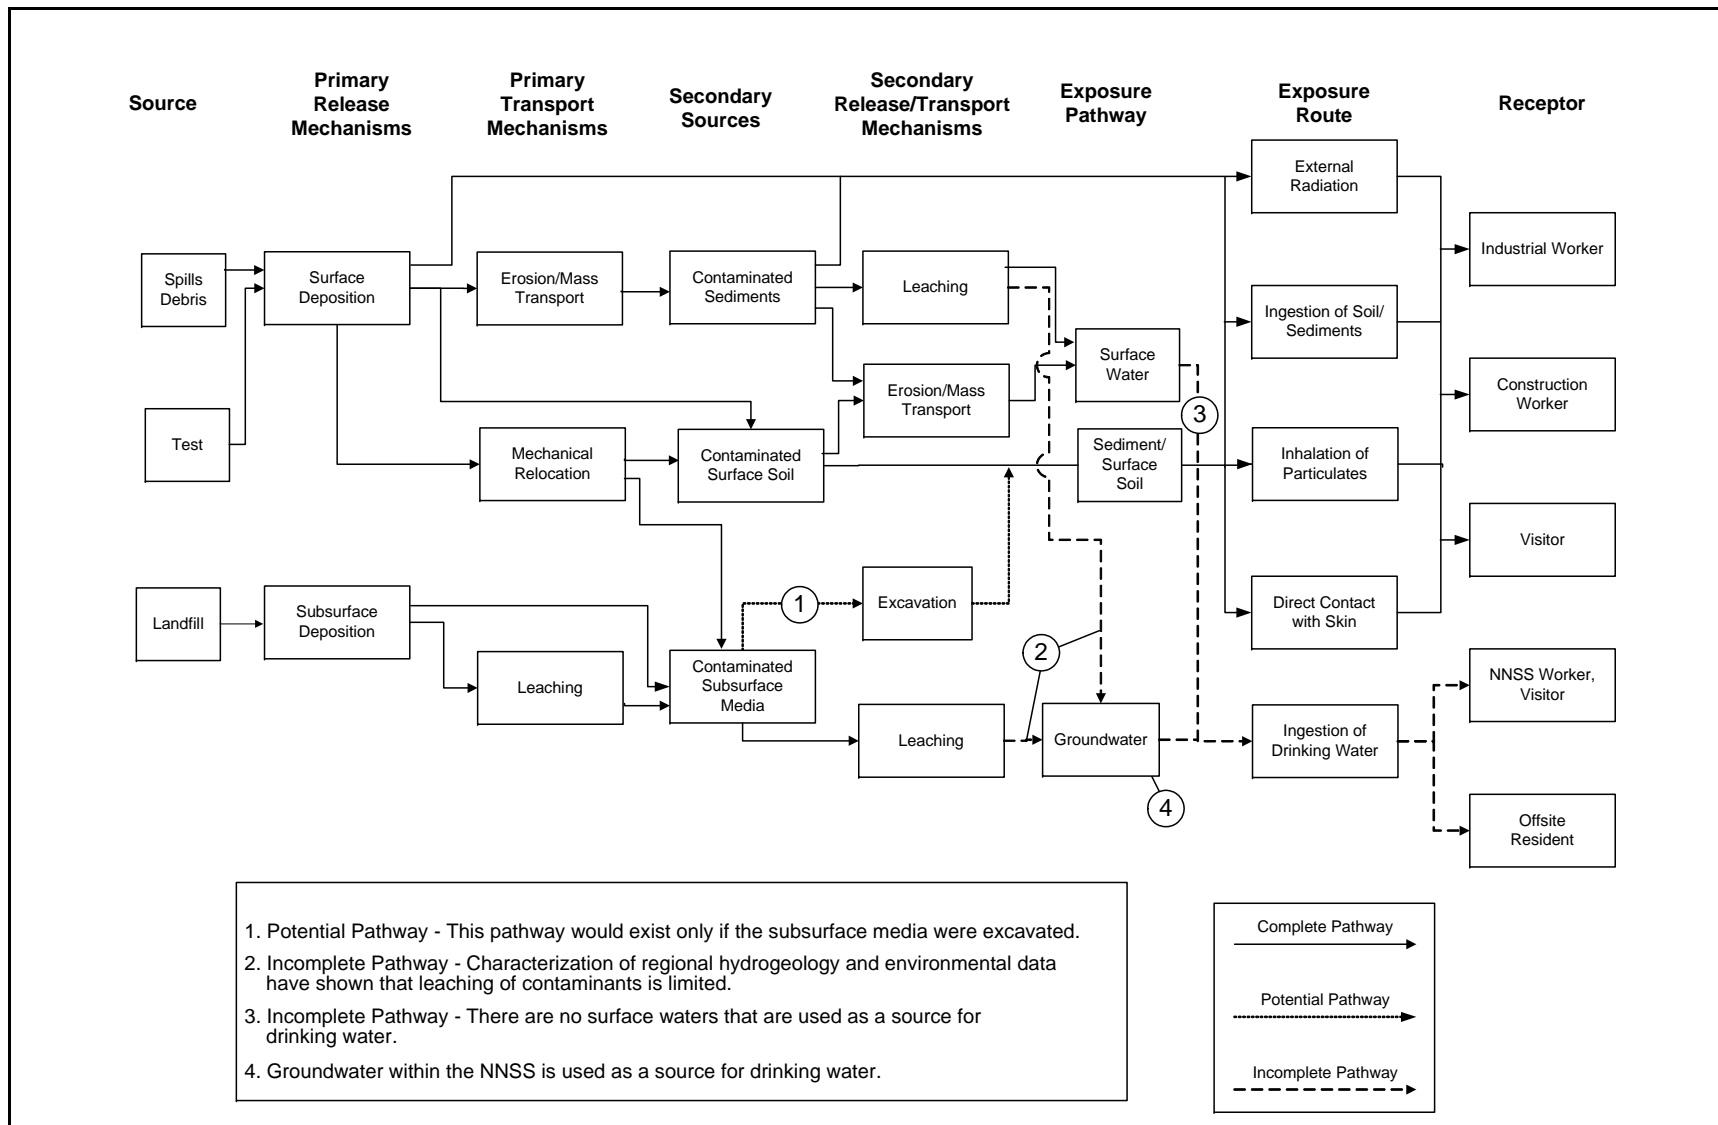 Source
Primary
Release
Mechanisms
Primary
Transport
Mechanisms
Secondary
Sources
Secondary
Release/Transport
Mechanisms
Exposure
Pathway
Exposure
Route
Receptor
External
Radiation
Industrial Worker
Spills
Debris
Surface
Deposition
Erosion/Mass
Transport
Contaminated
Sediments
Leaching
Ingestion of Soil/
Sediments
Surface
Water
Erosion/Mass
Transport
Construction
Worker
3
Test
Mechanical
Relocation
Contaminated
Surface Soil
Sediment/
Surface
Soil
Inhalation of
Particulates
Visitor
Landfill
Subsurface
Deposition
1
Excavation
Direct Contact
with Skin
2
Leaching
Contaminated
Subsurface
Media
NNSS Worker,
Visitor
Leaching
Groundwater
Ingestion of
Drinking Water
4
Offsite
Resident
1. Potential Pathway - This pathway would exist only if the subsurface media were excavated.
2. Incomplete Pathway - Characterization of regional hydrogeology and environmental data
have shown that leaching of contaminants is limited.
3. Incomplete Pathway - There are no surface waters that are used as a source for
drinking water.
4. Groundwater within the NNSS is used as a source for drinking water.
Complete Pathway
Potential Pathway
Incomplete Pathway